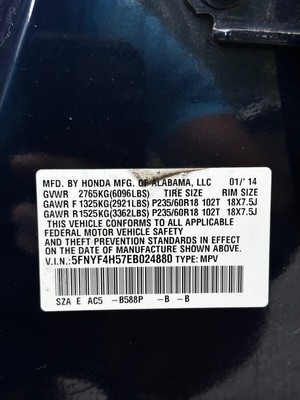 MFD. BY HONDA MFG. OF ALABAMA, LLC 01/'14
GVWR 2765KG(6096LBS) TIRE SIZE RIM SIZE
GAWR F 1325KG(2921LBS) P235/60R18 102T 18X7.5J
GAWR R1525KG(3362LBS) P235/60R18 102T 18X7.5J
THIS VEHICLE CONFORMS TO ALL APPLICABLE
FEDERAL MOTOR VEHICLE SAFETY AND
THEFT PREVENTION STANDARDS IN EFFECT
ON THE DATE OF MANUFACTURE SHOWN ABOVE.
V.I.N.: 5FNYF4H57EB024880 TYPE: MPV
SZA E AC5 -B588P -B -B